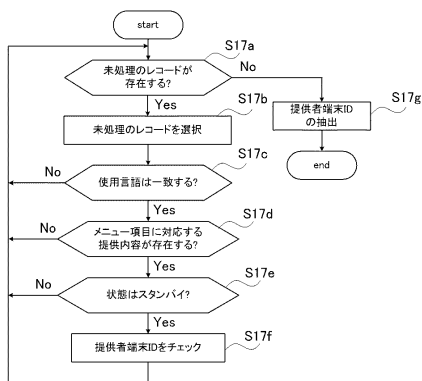 start
S17a
未処理のレコードが
存在する?
No
Yes
S17b
未処理のレコードを選択
S17g
提供者端末ID
の抽出
end
S17c
使用言語は一致する?
No
Yes
S17d
メニュー項目に対応する
提供内容が存在する?
No
Yes
S17e
状態はスタンバイ?
No
Yes
S17f
提供者端末IDをチェック